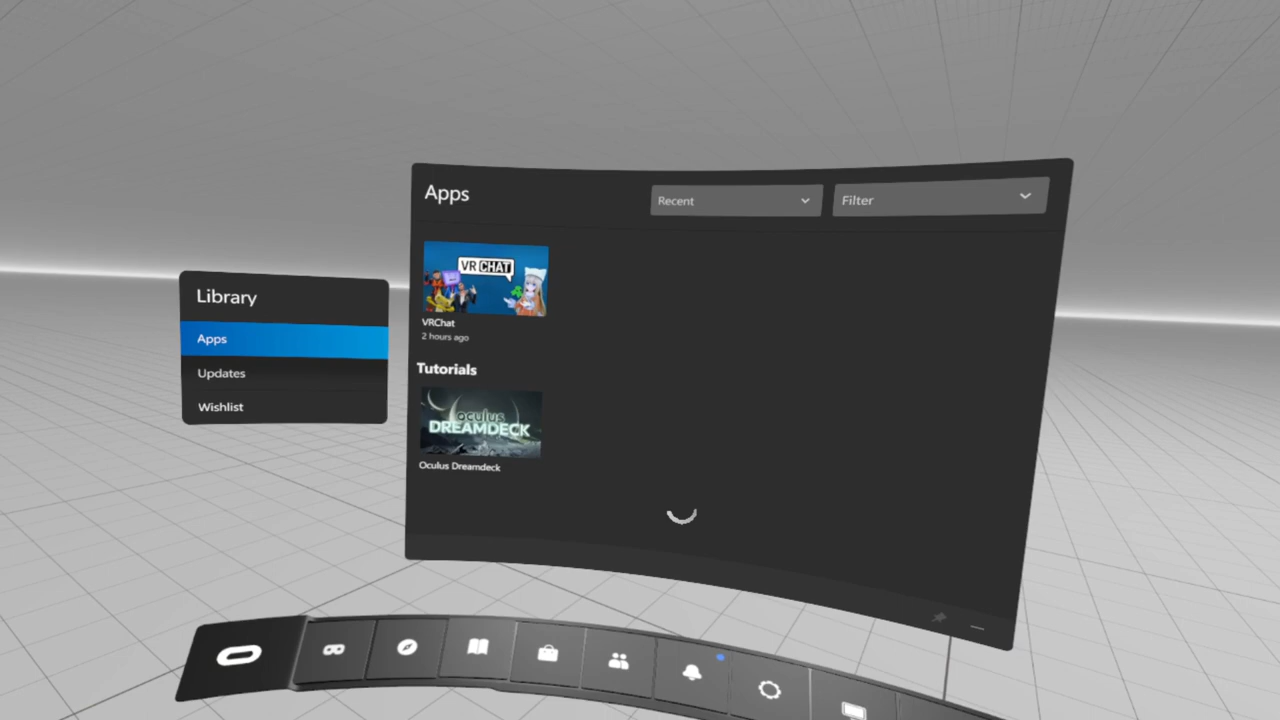 Apps
Recent
Filter
VR CHAT
VRChat
2 hours ago
Library
Apps
Updates
Wishlist
Tutorials
oculus
DREAMDECK
Oculus Dreamdeck